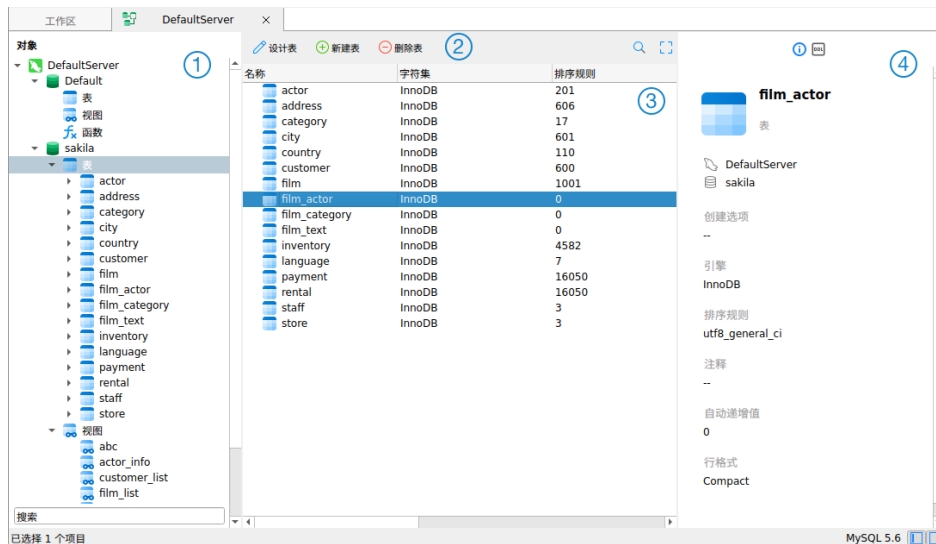 工作区
DefaultServer
×
对象
①
DefaultServer
Default
表
视图
函数
sakila
表
actor
address
category
city
country
customer
film
film_actor
film_category
film_text
inventory
language
payment
rental
staff
store
视图
abc
actor_info
customer_list
film_list
搜索
已选择 1 个项目
设计表 新建表 删除表 ②
名称 字符集 排序规则
③
actor InnoDB 201
address InnoDB 606
category InnoDB 17
city InnoDB 601
country InnoDB 110
customer InnoDB 600
film InnoDB 1001
film_actor InnoDB 0
film_category InnoDB 0
film_text InnoDB 0
inventory InnoDB 4582
language InnoDB 7
payment InnoDB 16050
rental InnoDB 16050
staff InnoDB 3
store InnoDB 3
DDL
④
film_actor
表
DefaultServer
sakila
创建选项
--
引擎
InnoDB
排序规则
utf8_general_ci
注释
--
自动递增值
0
行格式
Compact
MySQL 5.6